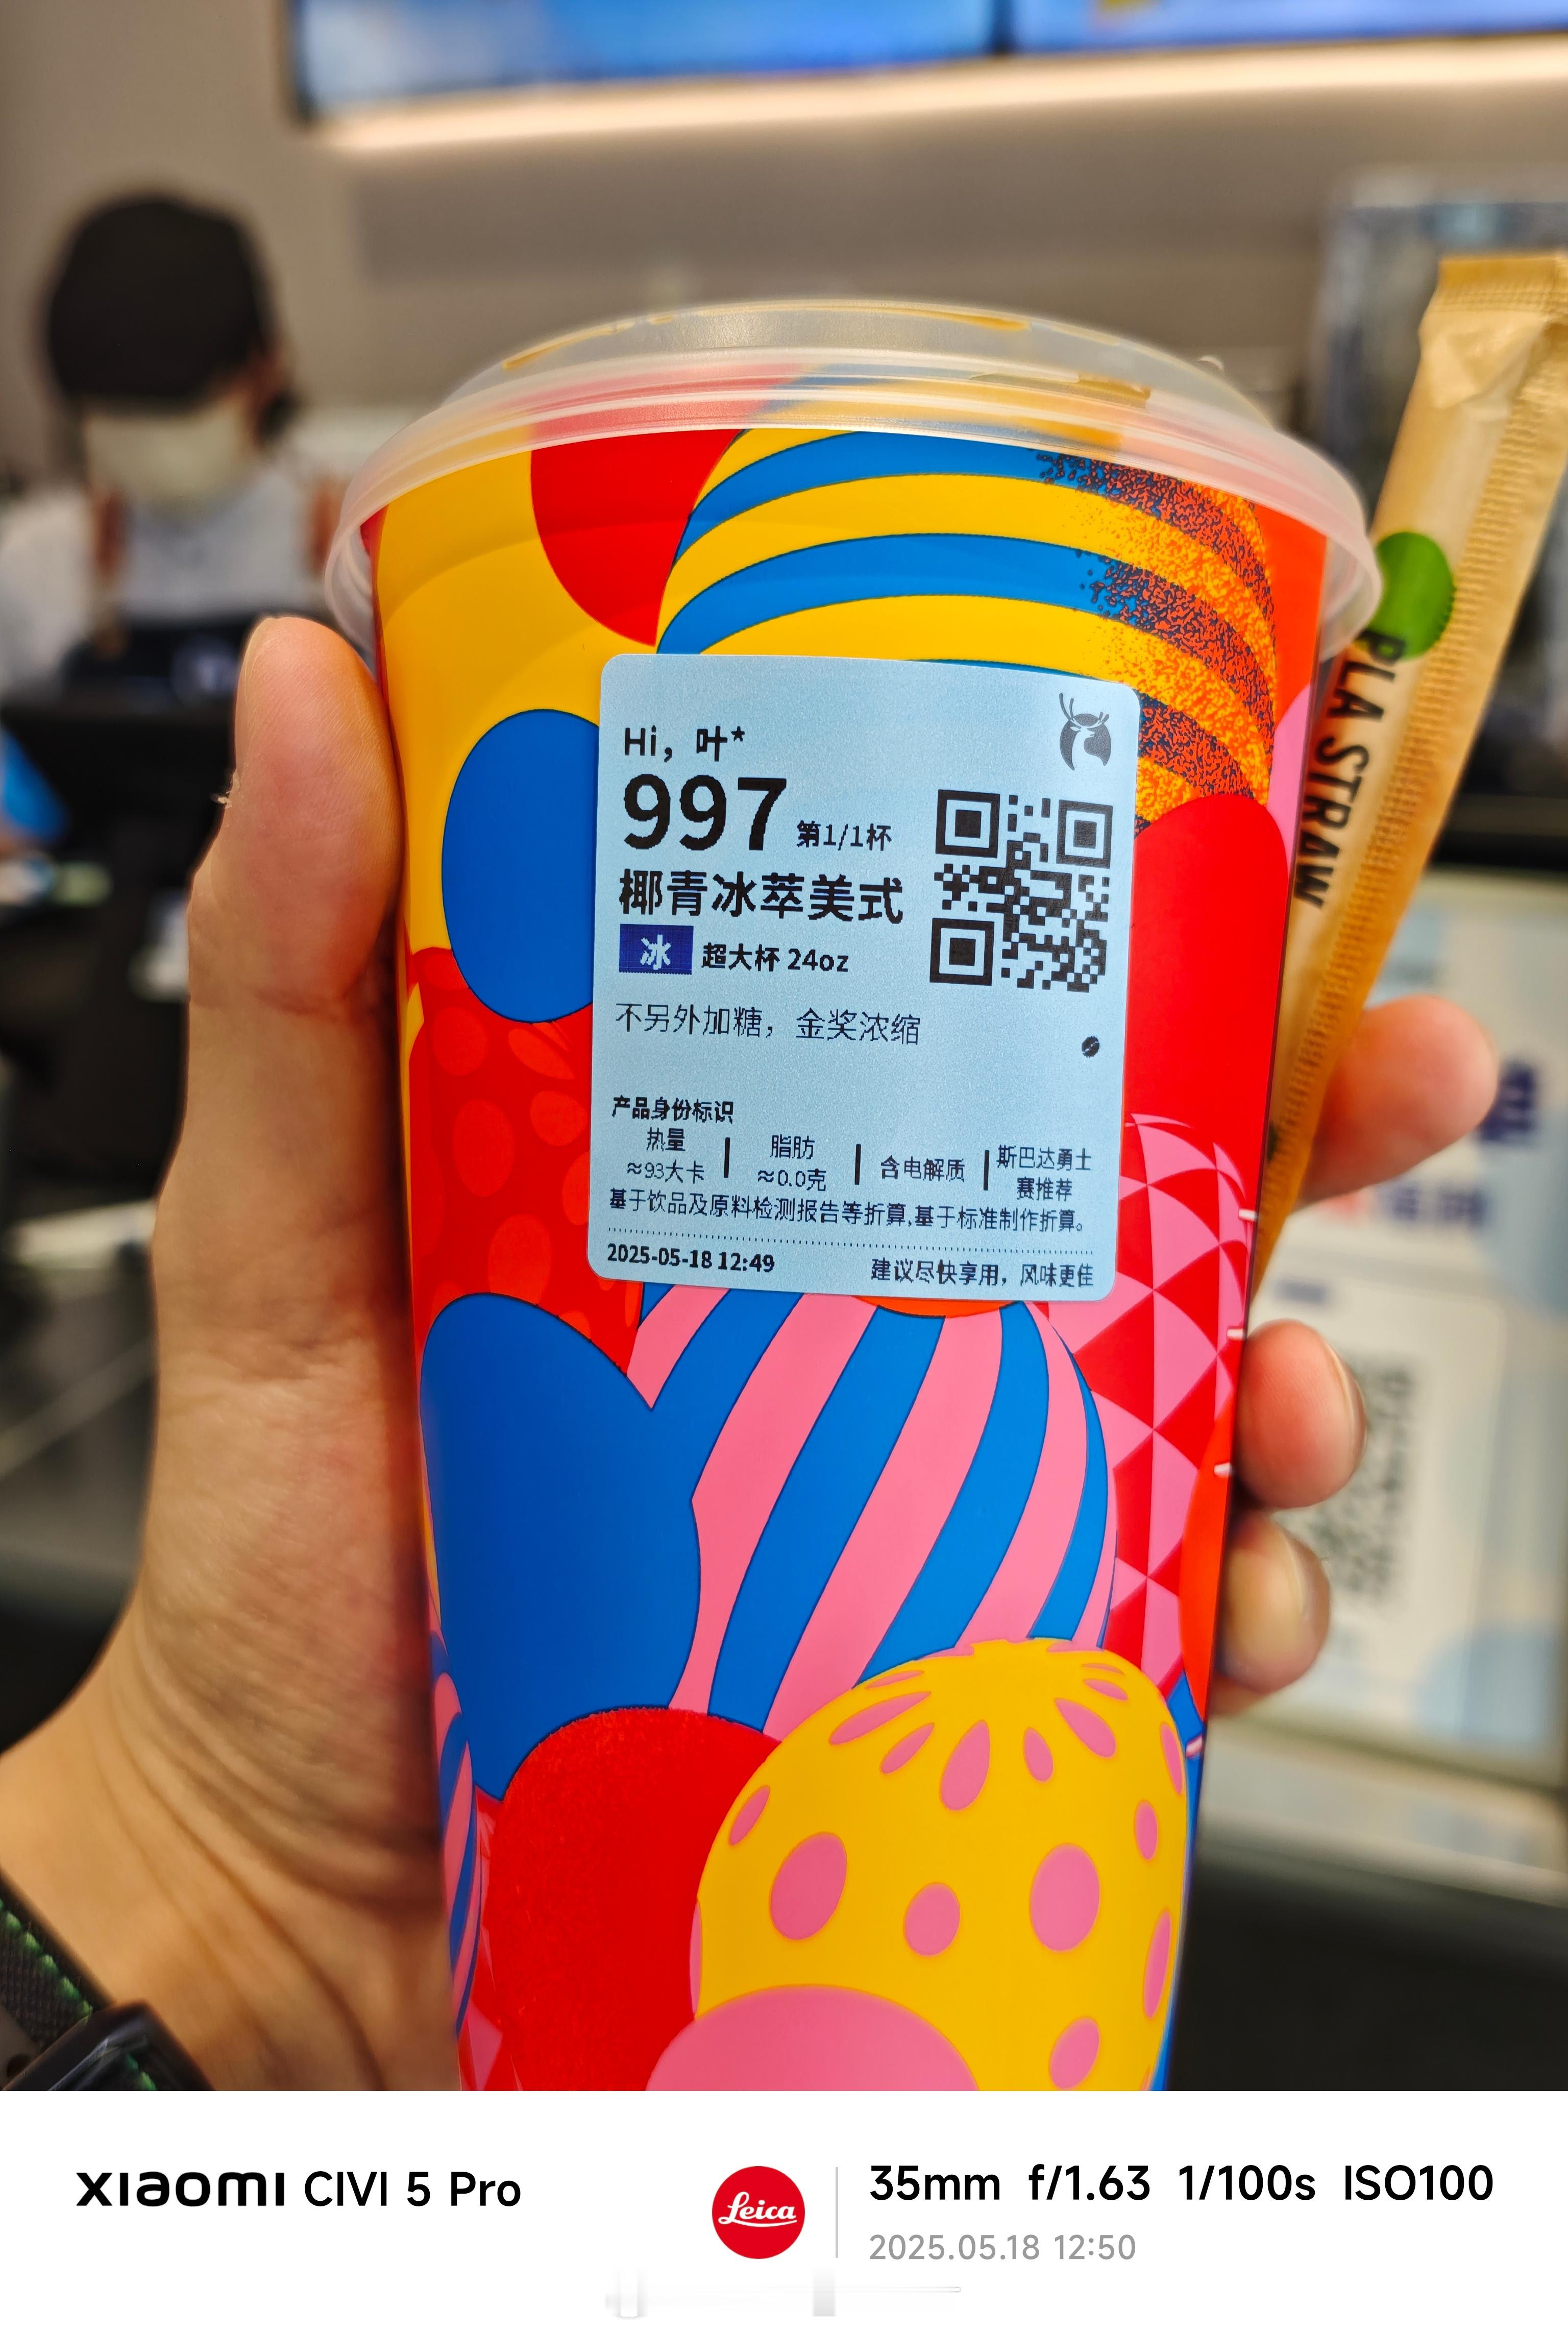 PLA STRAW
Hi，叶*
997 第1/1杯
椰青冰萃美式
冰 超大杯 24oz
不另外加糖，金奖浓缩
产品身份标识
热量
≈93大卡
脂肪
≈0.0克
含电解质
斯巴达勇士
赛推荐
基于饮品及原料检测报告等折算,基于标准制作折算。
2025-05-18 12:49 建议尽快享用，风味更佳
xiaomi CIVI 5 Pro
Leica
35mm f/1.63 1/100s ISO100
2025.05.18 12:50